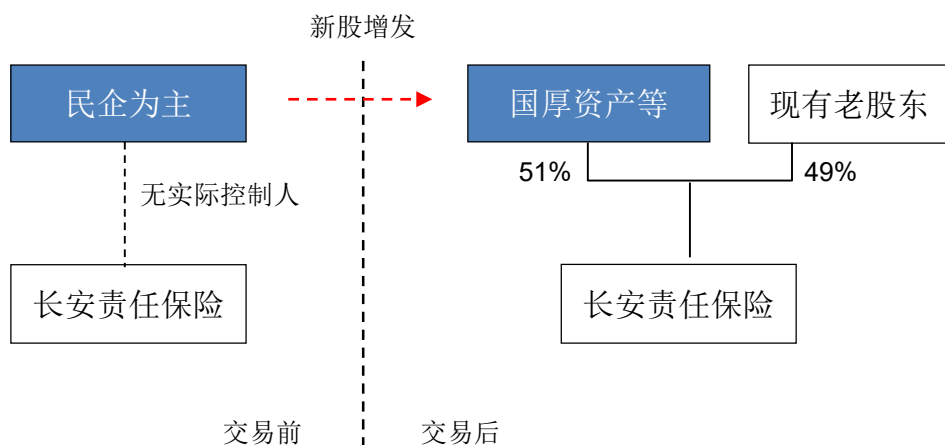 新股增发
民企为主
国厚资产等
现有老股东
51%
49%
无实际控制人
长安责任保险
长安责任保险
交易前
交易后